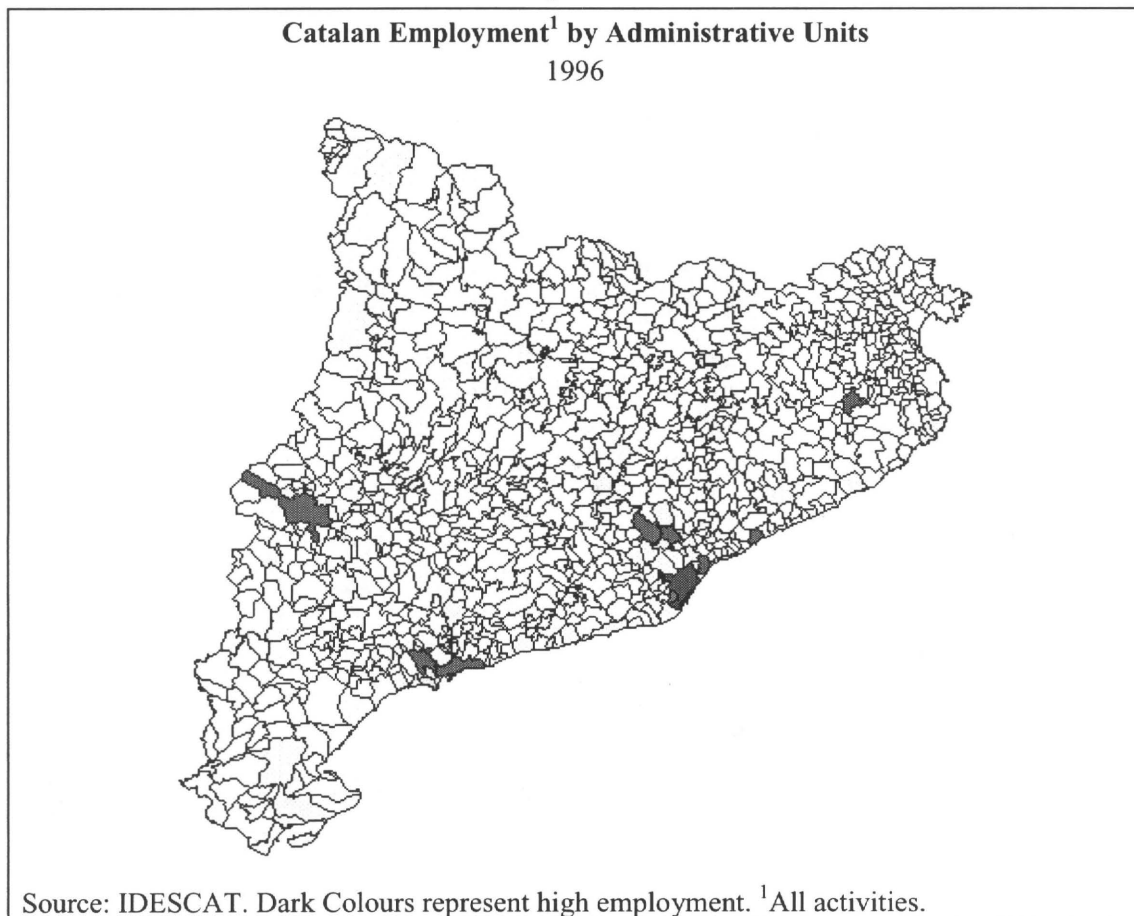 Catalan Employment¹ by Administrative Units
1996
Source: IDESCAT. Dark Colours represent high employment. ¹All activities.